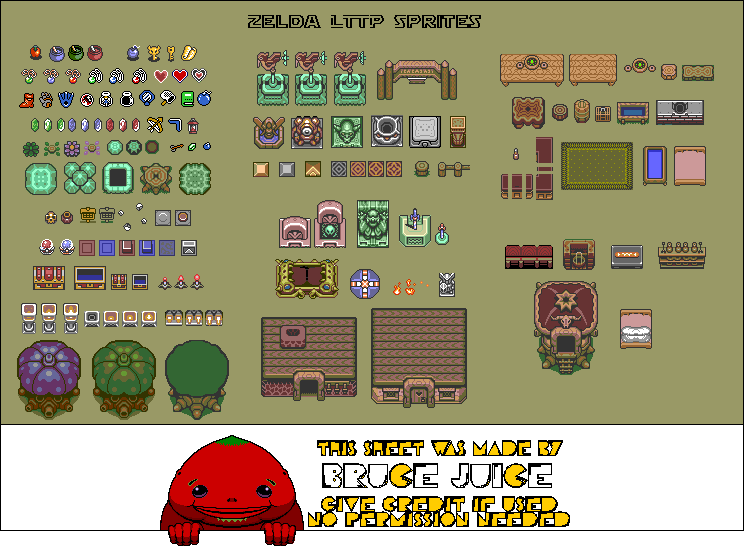 ZELDA LTTP SPRITES
THIS SHEET WAS MADE BY
BRUCE JUICE
GIVE CREDIT IF USED
NO PERMISSION NEEDED